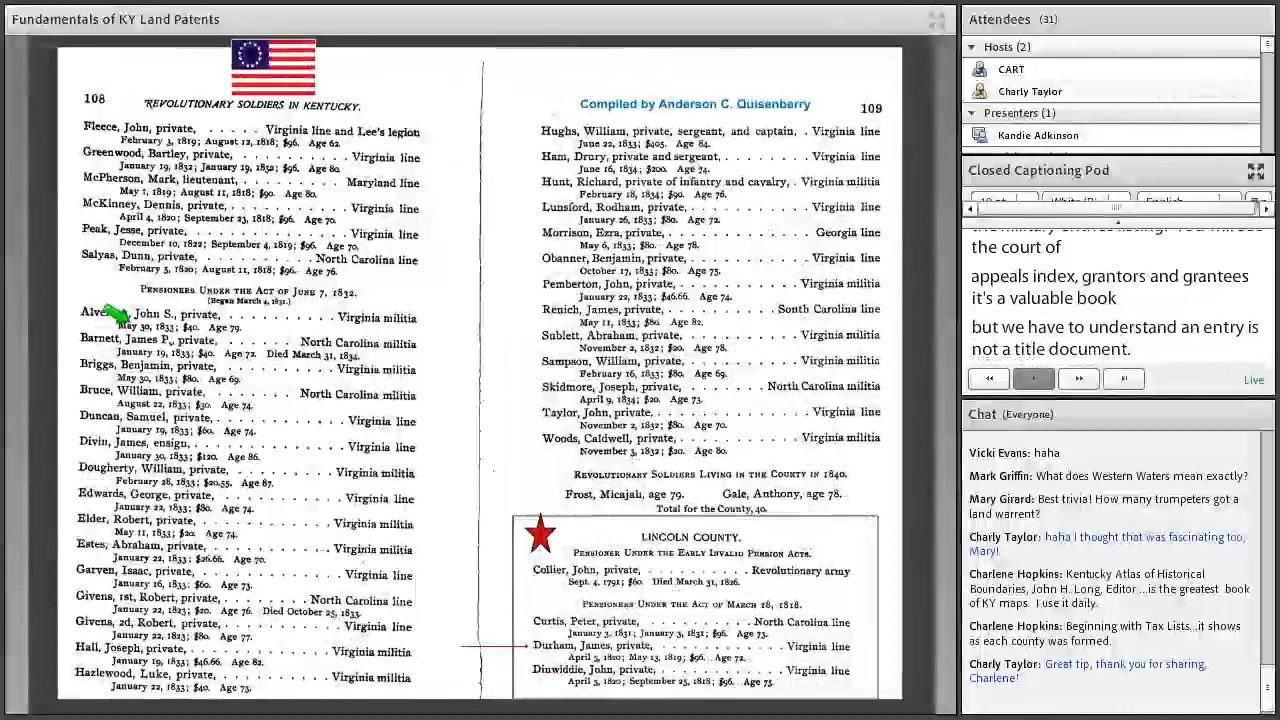 Fundamentals of KY Land Patents
108
REVOLUTIONARY SOLDIERS IN KENTUCKY.
Fleece, John, private, . . . . . Virginia line and Lee's legion
February 3, 1819; August 12, 1818; $96. Age 62.
Greenwood, Bartley, private, . . . . . . . . . . Virginia line
January 19, 1832; January 19, 1832; $96. Age 80.
McPherson, Mark, lieutenant, . . . . . . . . . Maryland line
May 1, 1819; August 11, 1818; $90. Age 80.
McKinney, Dennis, private, . . . . . . . . . . . Virginia line
April 4, 1820; September 23, 1818; $96. Age 70.
Peak, Jesse, private, . . . . . . . . . . . . . Virginia line
December 10, 1822; September 4, 1819; $96. Age 70.
Salyas, Dunn, private, . . . . . . . . . . North Carolina line
February 5, 1820; August 11, 1818; $96. Age 76.
PENSIONERS UNDER THE ACT OF JUNE 7, 1832.
(Began March 4, 1831.)
John S., private, . . . . . . . . . . . Virginia militia
May 30, 1833; $40. Age 79.
Barnett, James P., private, . . . . . . . North Carolina militia
January 19, 1833; $40. Age 72. Died March 31, 1834.
Briggs, Benjamin, private, . . . . . . . . . . Virginia militia
May 30, 1833; $80. Age 69.
Bruce, William, private, . . . . . . . . . North Carolina militia
August 22, 1833; $30. Age 74.
Duncan, Samuel, private, . . . . . . . . . . . . Virginia line
January 19, 1833; $60. Age 74.
Divin, James, ensign, . . . . . . . . . . . . . Virginia line
January 30, 1833; $120. Age 86.
Dougherty, William, private, . . . . . . . . . Virginia militia
February 28, 1833; $20.55. Age 87.
Edwards, George, private, . . . . . . . . . . . Virginia line
January 22, 1833; $80. Age 74.
Elder, Robert, private, . . . . . . . . . . . Virginia militia
May 11, 1833; $20. Age 74.
Estes, Abraham, private, . . . . . . . . . . . Virginia militia
January 22, 1833; $26.66. Age 70.
Garven, Isaac, private, . . . . . . . . . . . . Virginia line
January 16, 1833; $60. Age 73.
Givens, 1st, Robert, private, . . . . . . . North Carolina line
January 22, 1823; $20. Age 76. Died October 25, 1833.
Givens, 2d, Robert, private, . . . . . . . . . . Virginia line
January 22, 1823; $80. Age 77.
Hall, Joseph, private, . . . . . . . . . . . . Virginia militia
January 19, 1833; $46.66. Age 82.
Hazlewood, Luke, private, . . . . . . . . . . Virginia militia
January 22, 1833; $40. Age 73.
Compiled by Anderson C. Quisenberry
109
Hughs, William, private, sergeant, and captain, . Virginia line
June 22, 1833; $405. Age 84.
Ham, Drury, private and sergeant, . . . . . . . . Virginia line
June 16, 1834; $200. Age 74.
Hunt, Richard, private of infantry and cavalry, . Virginia militia
February 18, 1834; $90. Age 76.
Lunsford, Rodham, private, . . . . . . . . . . . Virginia line
January 26, 1833; $80. Age 72.
Morrison, Ezra, private, . . . . . . . . . . . . Georgia line
May 6, 1833; $80. Age 78.
Obanner, Benjamin, private, . . . . . . . . . . . Virginia line
October 17, 1833; $80. Age 75.
Pemberton, John, private, . . . . . . . . . . Virginia militia
January 22, 1833; $46.66. Age 74.
Renich, James, private, . . . . . . . . . . South Carolina line
May 11, 1833; $80. Age 82.
Sublett, Abraham, private, . . . . . . . . . . Virginia militia
November 2, 1832; $20. Age 78.
Sampson, William, private, . . . . . . . . . . Virginia militia
February 16, 1833; $80. Age 69.
Skidmore, Joseph, private, . . . . . . . North Carolina militia
April 9, 1834; $20. Age 73.
Taylor, John, private, . . . . . . . . . . . . . Virginia line
November 2, 1832; $80. Age 70.
Woods, Caldwell, private, . . . . . . . . . . Virginia militia
November 3, 1832; $20. Age 80.
REVOLUTIONARY SOLDIERS LIVING IN THE COUNTY IN 1840.
Frost, Micajah, age 79. Gale, Anthony, age 78.
Total for the County, 40.
LINCOLN COUNTY.
PENSIONER UNDER THE EARLY INVALID PENSION ACTS.
Collier, John, private, . . . . . . . . . Revolutionary army
Sept. 4, 1791; $60. Died March 31, 1826.
PENSIONERS UNDER THE ACT OF MARCH 18, 1818.
Curtis, Peter, private, . . . . . . . . . North Carolina line
January 3, 1831; January 3, 1831; $96. Age 73.
Durham, James, private, . . . . . . . . . . . . Virginia line
April 3, 1820; May 13, 1819; $96. Age 72.
Dinwiddie, John, private, . . . . . . . . . . . Virginia line
April 3, 1820; September 25, 1818; $96. Age 75.
Attendees (31)
Hosts (2)
CART
Charly Taylor
Presenters (1)
Kandie Adkinson
Closed Captioning Pod
the court of
appeals index, grantors and grantees
it's a valuable book
but we have to understand an entry is
not a title document.
Live
Chat (Everyone)
Vicki Evans: haha
Mark Griffin: What does Western Waters mean exactly?
Mary Girard: Best trivia! How many trumpeters got a
land warrent?
Charly Taylor: haha I thought that was fascinating too,
Mary!
Charlene Hopkins: Kentucky Atlas of Historical
Boundaries, John H. Long, Editor ...is the greatest book
of KY maps. I use it daily.
Charlene Hopkins: Beginning with Tax Lists...it shows
as each county was formed.
Charly Taylor: Great tip, thank you for sharing,
Charlene!